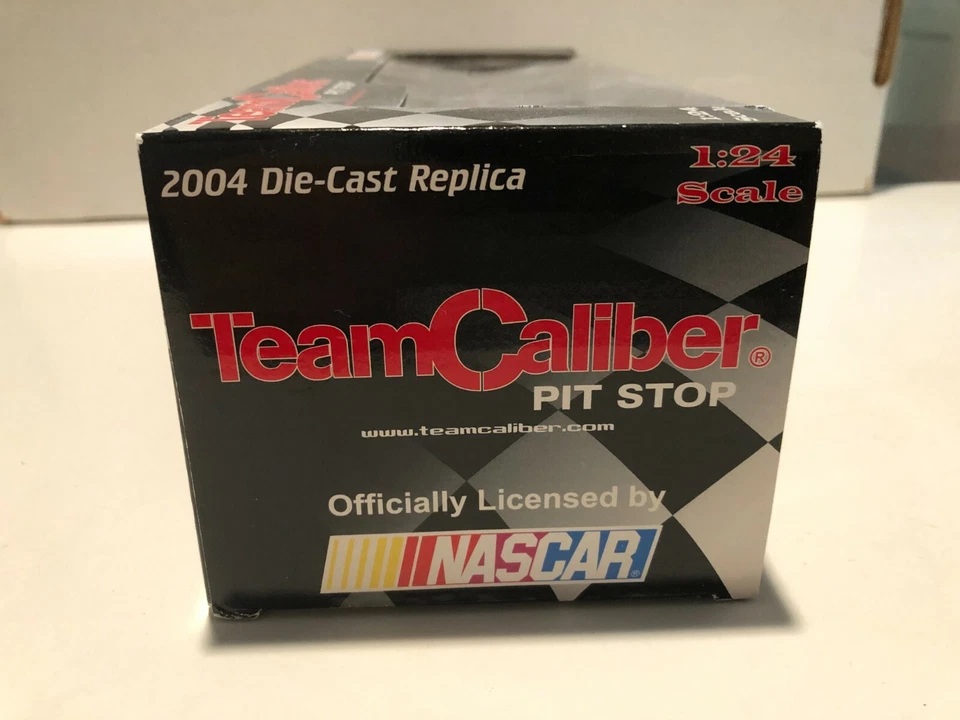 2004 Die-Cast Replica
1:24
Scale
TeamCaliber®
PIT STOP
www.teamcaliber.com
Officially Licensed by
NASCAR®